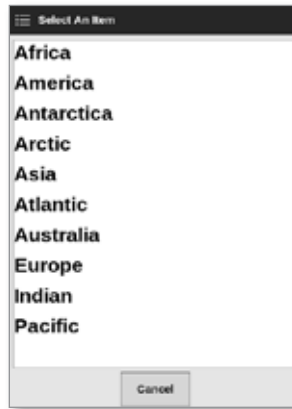 Select An Item
Africa
America
Antarctica
Arctic
Asia
Atlantic
Australia
Europe
Indian
Pacific
Cancel